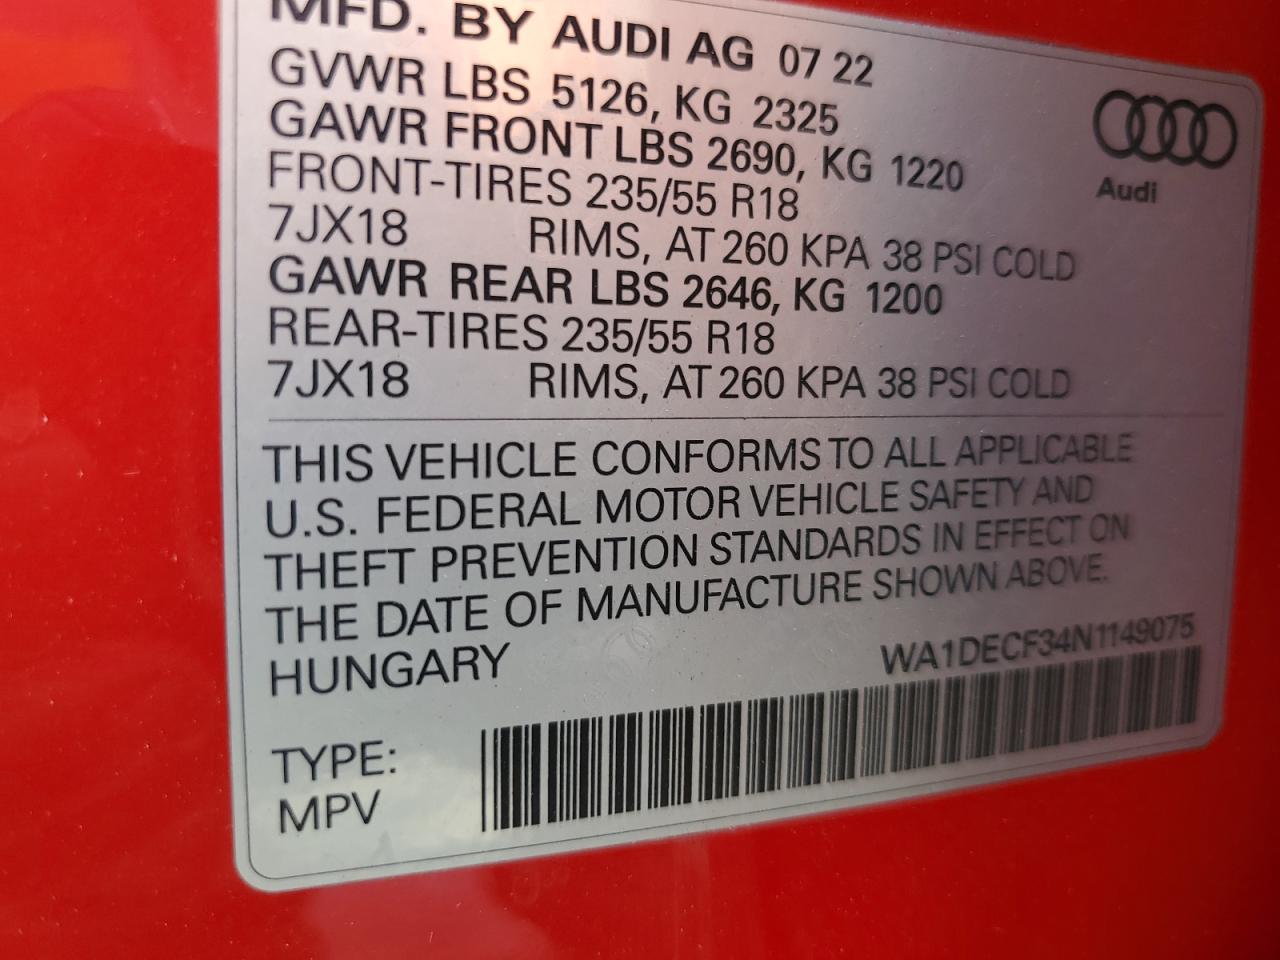 MFD. BY AUDI AG 07 22
GVWR LBS 5126, KG 2325
GAWR FRONT LBS 2690, KG 1220
FRONT-TIRES 235/55 R18
7JX18 RIMS, AT 260 KPA 38 PSI COLD
GAWR REAR LBS 2646, KG 1200
REAR-TIRES 235/55 R18
7JX18 RIMS, AT 260 KPA 38 PSI COLD
Audi
THIS VEHICLE CONFORMS TO ALL APPLICABLE
U.S. FEDERAL MOTOR VEHICLE SAFETY AND
THEFT PREVENTION STANDARDS IN EFFECT ON
THE DATE OF MANUFACTURE SHOWN ABOVE.
HUNGARY WA1DECF34N1149075
TYPE:
MPV